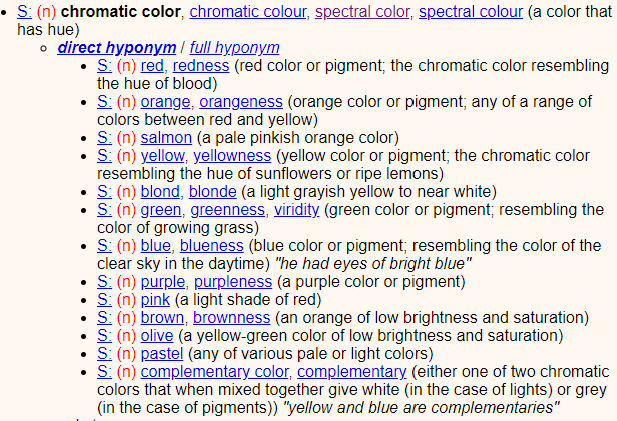 S: (n) chromatic color, chromatic colour, spectral color, spectral colour (a color that
has hue)
direct hyponym / full hyponym
S: (n) red, redness (red color or pigment; the chromatic color resembling
the hue of blood)
S: (n) orange, orangeness (orange color or pigment; any of a range of
colors between red and yellow)
S: (n) salmon (a pale pinkish orange color)
S: (n) yellow, yellowness (yellow color or pigment; the chromatic color
resembling the hue of sunflowers or ripe lemons)
S: (n) blond, blonde (a light grayish yellow to near white)
S: (n) green, greenness, viridity (green color or pigment; resembling the
color of growing grass)
S: (n) blue, blueness (blue color or pigment; resembling the color of the
clear sky in the daytime) "he had eyes of bright blue"
S: (n) purple, purpleness (a purple color or pigment)
S: (n) pink (a light shade of red)
S: (n) brown, brownness (an orange of low brightness and saturation)
S: (n) olive (a yellow-green color of low brightness and saturation)
S: (n) pastel (any of various pale or light colors)
S: (n) complementary color, complementary (either one of two chromatic
colors that when mixed together give white (in the case of lights) or grey
(in the case of pigments)) "yellow and blue are complementaries"